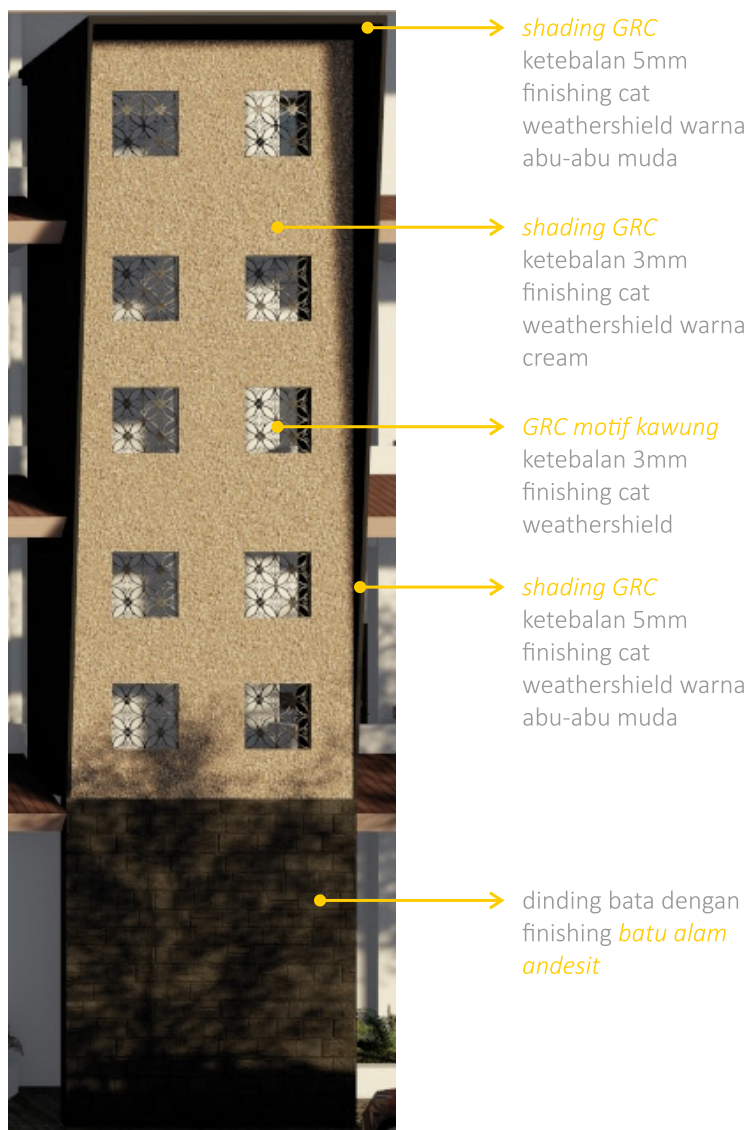 shading GRC
ketebalan 5mm
finishing cat
weathershield warna
abu-abu muda
shading GRC
ketebalan 3mm
finishing cat
weathershield warna
cream
GRC motif kawung
ketebalan 3mm
finishing cat
weathershield
shading GRC
ketebalan 5mm
finishing cat
weathershield warna
abu-abu muda
dinding bata dengan
finishing batu alam
andesit